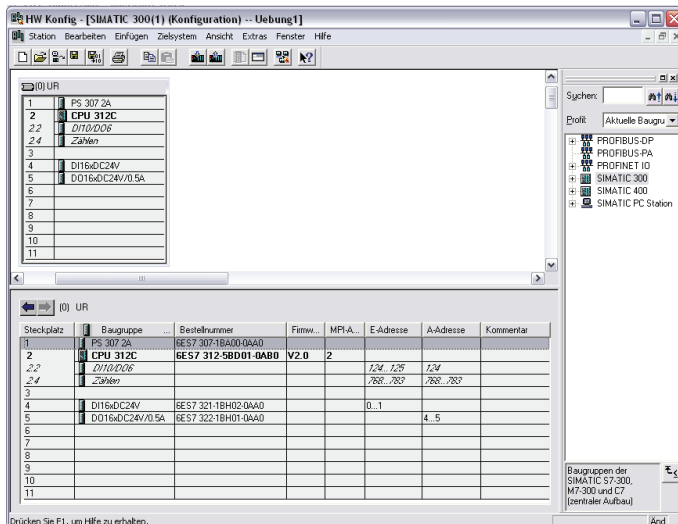 HW Konfig - [SIMATIC 300(1) (Konfiguration) -- Uebung1]
Station Bearbeiten Einfügen Zielsystem Ansicht Extras Fenster Hilfe
(0) UR
1 PS 307 2A
2 CPU 312C
2.2 DI10/DO6
2.4 Zählen
3
4 DI16xDC24V
5 DO16xDC24V/0.5A
6
7
8
9
10
11
Suchen:
Profil: Aktuelle Baugru
PROFIBUS-DP
PROFIBUS-PA
PROFINET IO
SIMATIC 300
SIMATIC 400
SIMATIC PC Station
(0) UR
Steckplatz Baugruppe ... Bestellnummer Firmw... MPI-A... E-Adresse A-Adresse Kommentar
1 PS 307 2A 6ES7 307-1BA00-0AA0
2 CPU 312C 6ES7 312-5BD01-0AB0 V2.0 2
2.2 DI10/DO6 124...125 124
2.4 Zählen 768...783 768...783
3
4 DI16xDC24V 6ES7 321-1BH02-0AA0 0...1
5 DO16xDC24V/0.5A 6ES7 322-1BH01-0AA0 4...5
6
7
8
9
10
11
Baugruppen der
SIMATIC S7-300,
M7-300 und C7
(zentraler Aufbau)
Drücken Sie F1, um Hilfe zu erhalten.
Änd